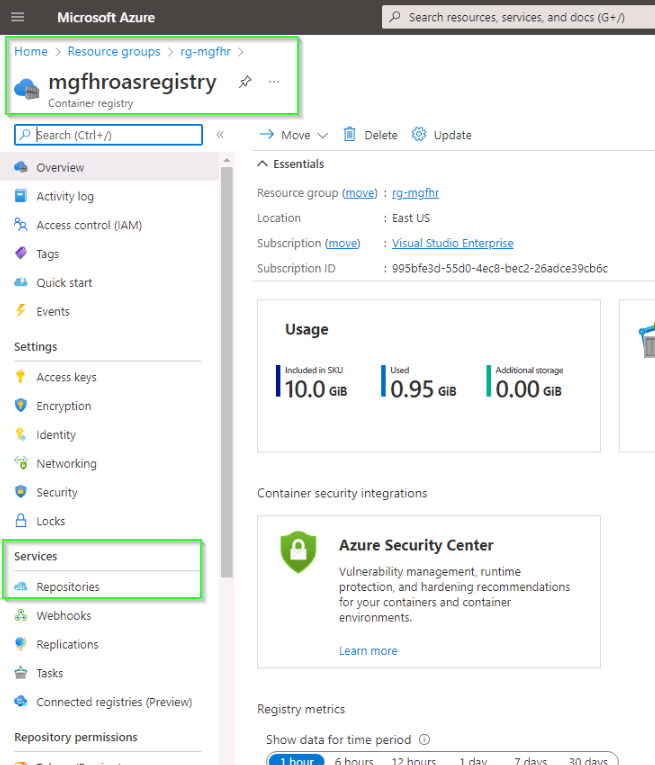 Microsoft Azure
Search resources, services, and docs (G+/)
Home > Resource groups > rg-mgfhr >
mgfhroasregistry
Container registry
Search (Ctrl+/)
Overview
Activity log
Access control (IAM)
Tags
Quick start
Events
Settings
Access keys
Encryption
Identity
Networking
Security
Locks
Services
Repositories
Webhooks
Replications
Tasks
Connected registries (Preview)
Repository permissions
Move
Delete
Update
Essentials
Resource group (move) : rg-mgfhr
Location : East US
Subscription (move) : Visual Studio Enterprise
Subscription ID : 995bfe3d-55d0-4ec8-bec2-26adce39cb6c
Usage
Included in SKU
10.0 GiB
Used
0.95 GiB
Additional storage
0.00 GiB
Container security integrations
Azure Security Center
Vulnerability management, runtime
protection, and hardening recommendations
for your containers and container
environments.
Learn more
Registry metrics
Show data for time period
1 hour 6 hours 12 hours 1 day 7 days 30 days